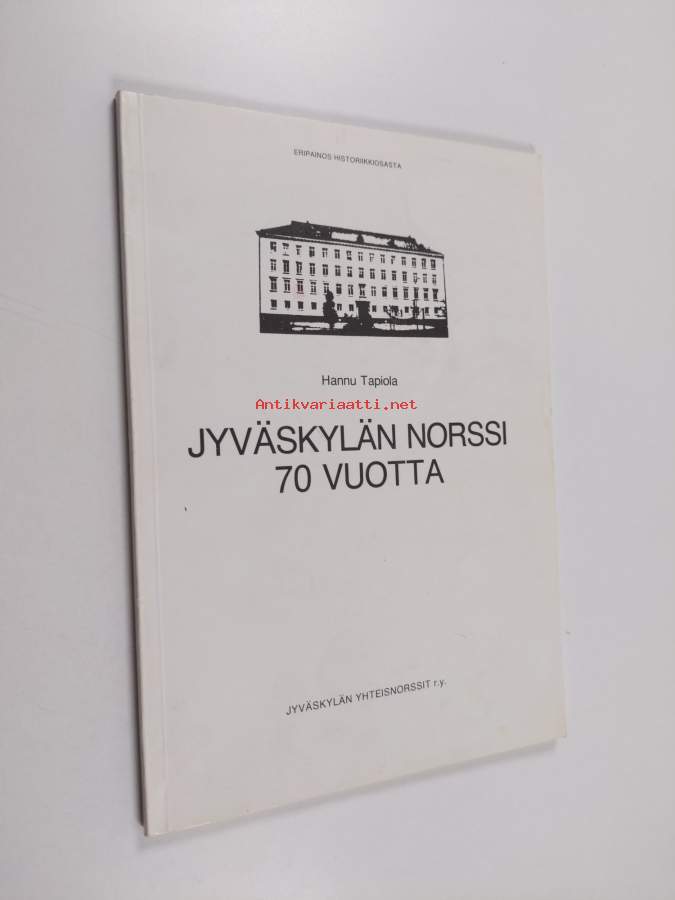 ERIPAINOS HISTORIIKKIOSASTA
Hannu Tapiola
Antikvariaatti.net
JYVÄSKYLÄN NORSSI
70 VUOTTA
JYVÄSKYLÄN YHTEISNORSSIT r.y.